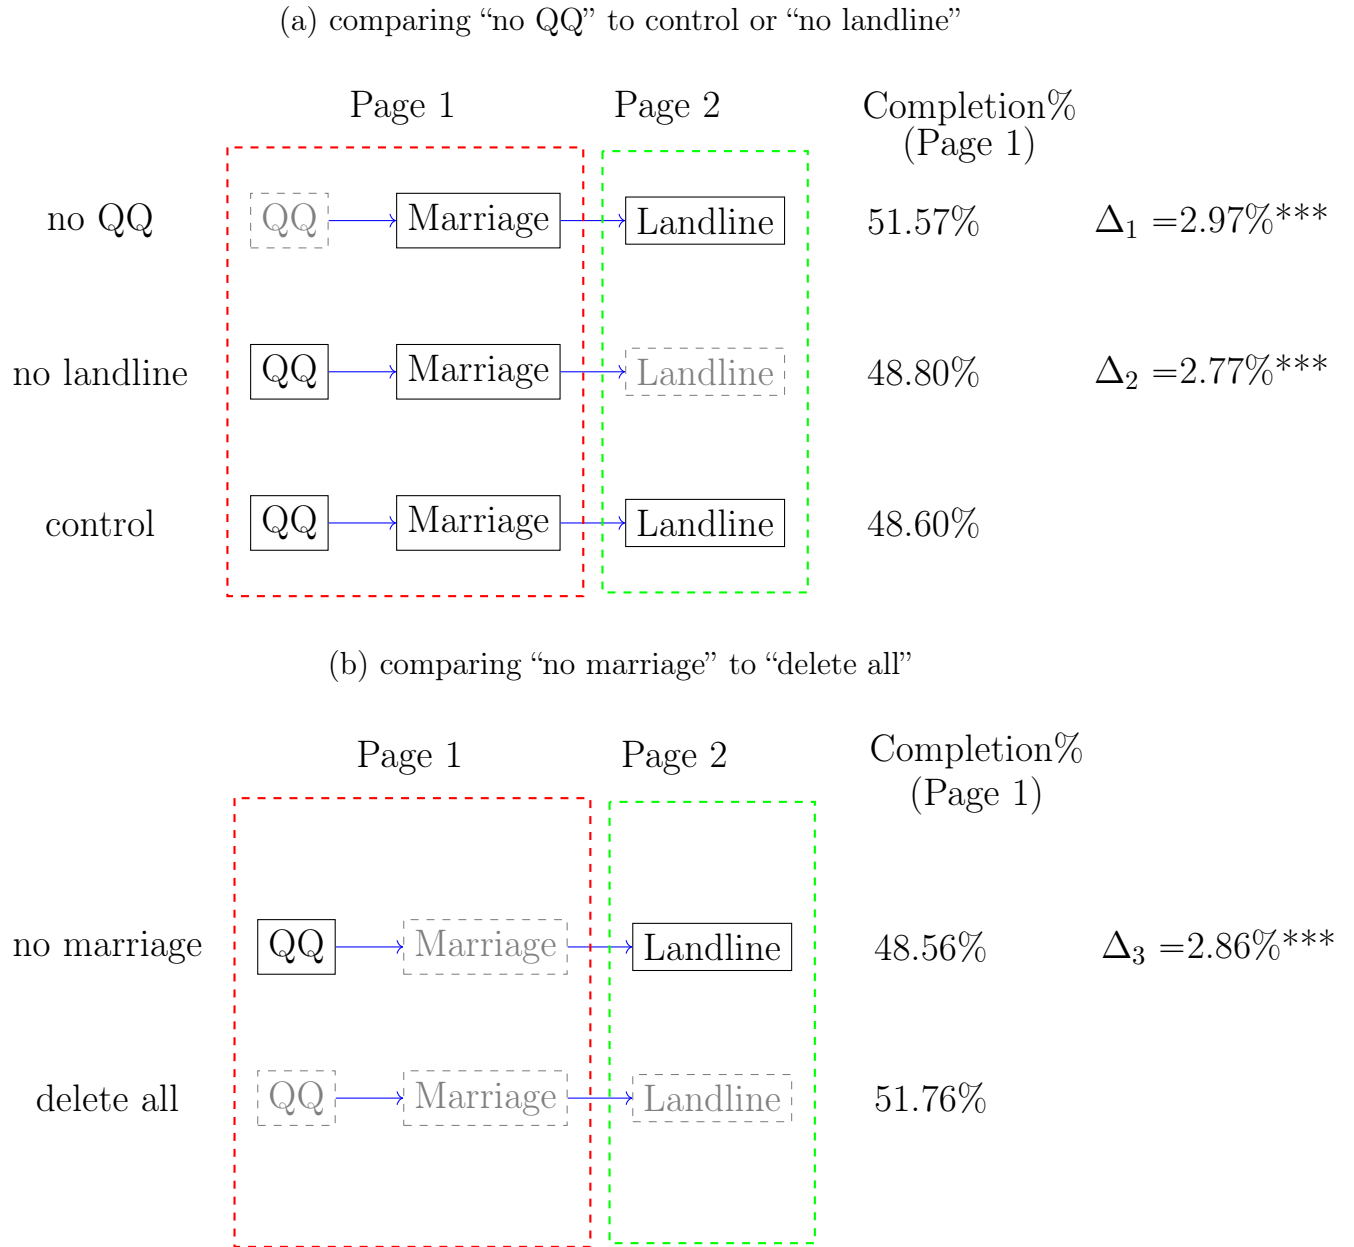 (a) comparing “no QQ” to control or “no landline”
Page 1 Page 2 Completion%
(Page 1)
no QQ QQ Marriage Landline 51.57% Δ₁ =2.97%***
no landline QQ Marriage Landline 48.80% Δ₂ =2.77%***
control QQ Marriage Landline 48.60%
(b) comparing “no marriage” to “delete all”
Page 1 Page 2 Completion%
(Page 1)
no marriage QQ Marriage Landline 48.56% Δ₃ =2.86%***
delete all QQ Marriage Landline 51.76%